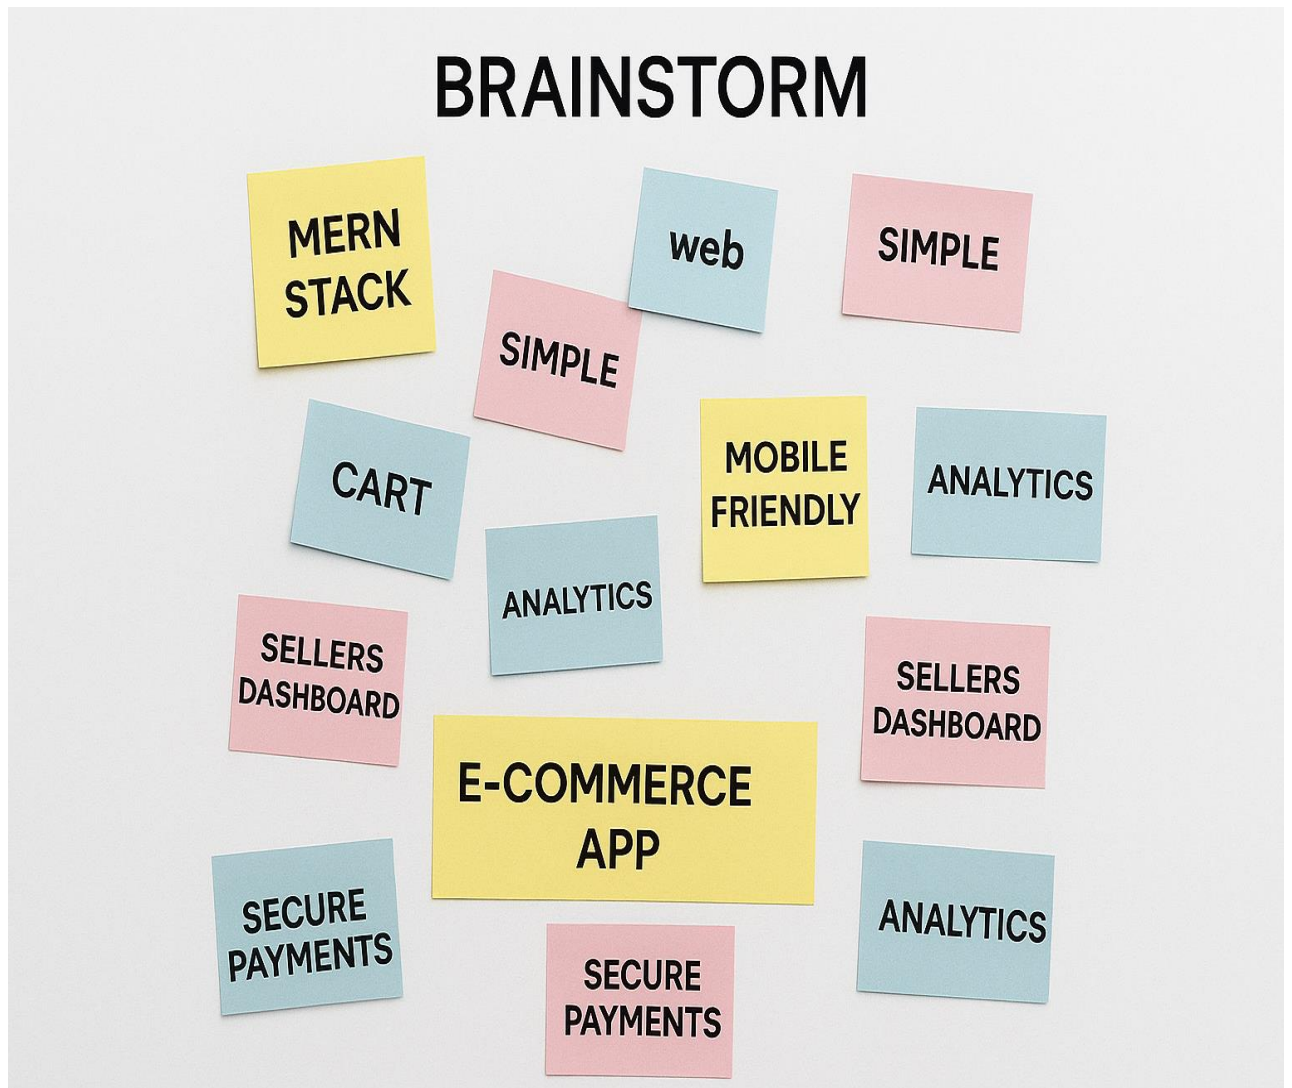 BRAINSTORM
MERN
STACK
web
SIMPLE
SIMPLE
CART
MOBILE
FRIENDLY
ANALYTICS
ANALYTICS
SELLERS
DASHBOARD
SELLERS
DASHBOARD
E-COMMERCE
APP
SECURE
PAYMENTS
ANALYTICS
SECURE
PAYMENTS